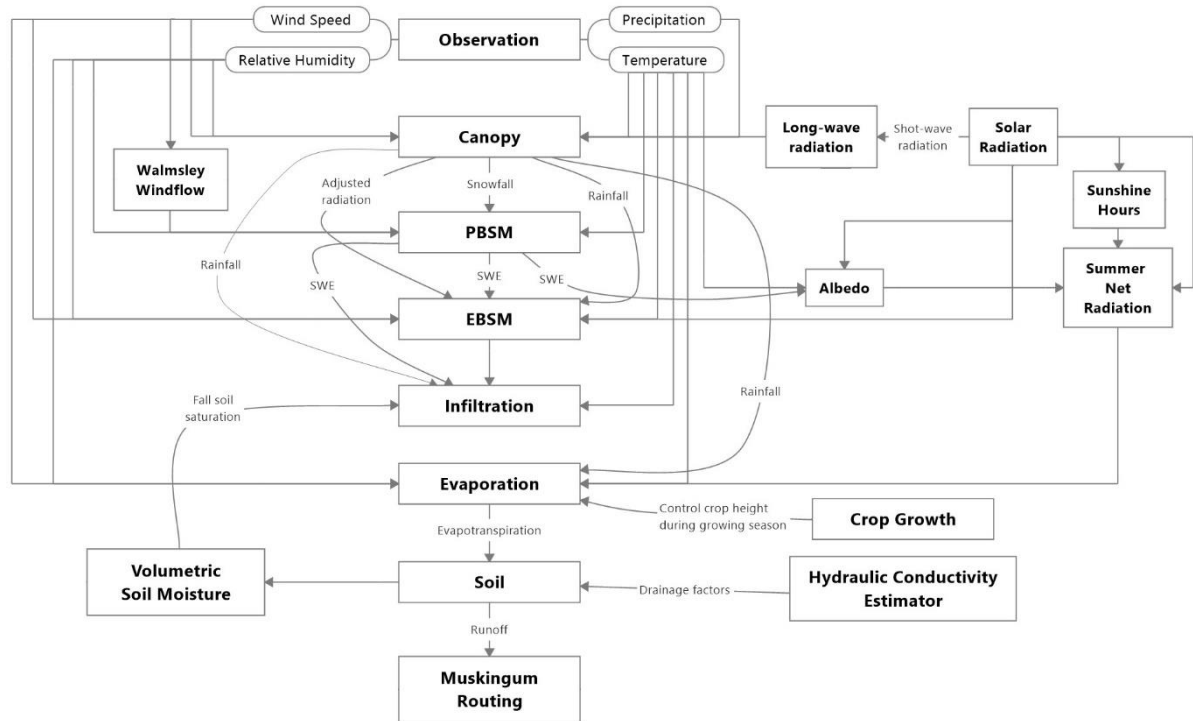 Wind Speed
Precipitation
Observation
Relative Humidity
Temperature
Canopy
Long-wave
radiation
Shot-wave
radiation
Solar
Radiation
Walmsley
Windflow
Adjusted
radiation
Snowfall
Rainfall
Sunshine
Hours
PBSM
Rainfall
SWE
SWE
SWE
Albedo
Summer
Net
Radiation
EBSM
Fall soil
saturation
Infiltration
Rainfall
Evaporation
Control crop height
during growing season
Crop Growth
Evapotranspiration
Volumetric
Soil Moisture
Soil
Drainage factors
Hydraulic Conductivity
Estimator
Runoff
Muskingum
Routing